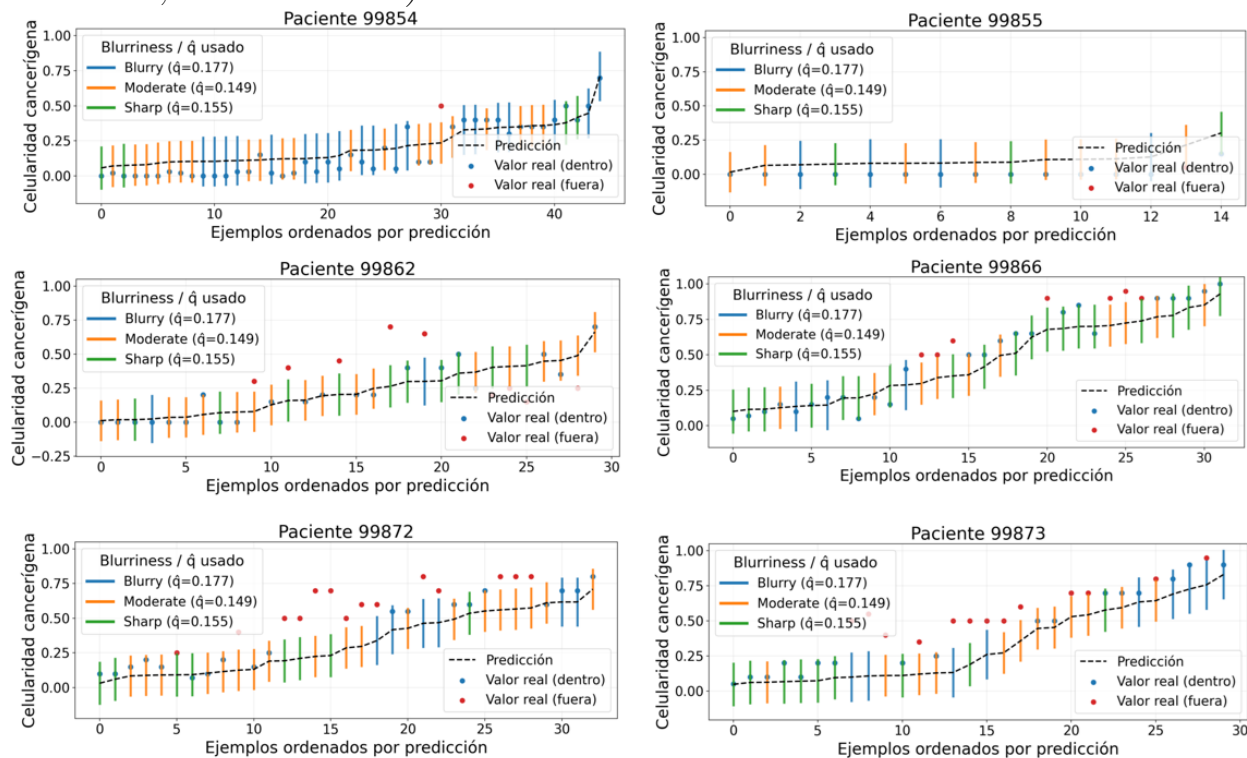 Paciente 99854
Celularidad cancerígena
1.00
0.75
0.50
0.25
0.00
Blurriness / q̂ usado
Blurry (q̂=0.177)
Moderate (q̂=0.149)
Sharp (q̂=0.155)
Predicción
Valor real (dentro)
Valor real (fuera)
0 10 20 30 40
Ejemplos ordenados por predicción
Paciente 99855
Celularidad cancerígena
1.00
0.75
0.50
0.25
0.00
Blurriness / q̂ usado
Blurry (q̂=0.177)
Moderate (q̂=0.149)
Sharp (q̂=0.155)
Predicción
Valor real (dentro)
Valor real (fuera)
0 2 4 6 8 10 12 14
Ejemplos ordenados por predicción
Paciente 99862
Celularidad cancerígena
1.00
0.75
0.50
0.25
0.00
−0.25
Blurriness / q̂ usado
Blurry (q̂=0.177)
Moderate (q̂=0.149)
Sharp (q̂=0.155)
Predicción
Valor real (dentro)
Valor real (fuera)
0 5 10 15 20 25 30
Ejemplos ordenados por predicción
Paciente 99866
Celularidad cancerígena
1.00
0.75
0.50
0.25
0.00
Blurriness / q̂ usado
Blurry (q̂=0.177)
Moderate (q̂=0.149)
Sharp (q̂=0.155)
Predicción
Valor real (dentro)
Valor real (fuera)
0 5 10 15 20 25 30
Ejemplos ordenados por predicción
Paciente 99872
Celularidad cancerígena
1.00
0.75
0.50
0.25
0.00
Blurriness / q̂ usado
Blurry (q̂=0.177)
Moderate (q̂=0.149)
Sharp (q̂=0.155)
Predicción
Valor real (dentro)
Valor real (fuera)
0 5 10 15 20 25 30
Ejemplos ordenados por predicción
Paciente 99873
Celularidad cancerígena
1.00
0.75
0.50
0.25
0.00
Blurriness / q̂ usado
Blurry (q̂=0.177)
Moderate (q̂=0.149)
Sharp (q̂=0.155)
Predicción
Valor real (dentro)
Valor real (fuera)
0 5 10 15 20 25 30
Ejemplos ordenados por predicción